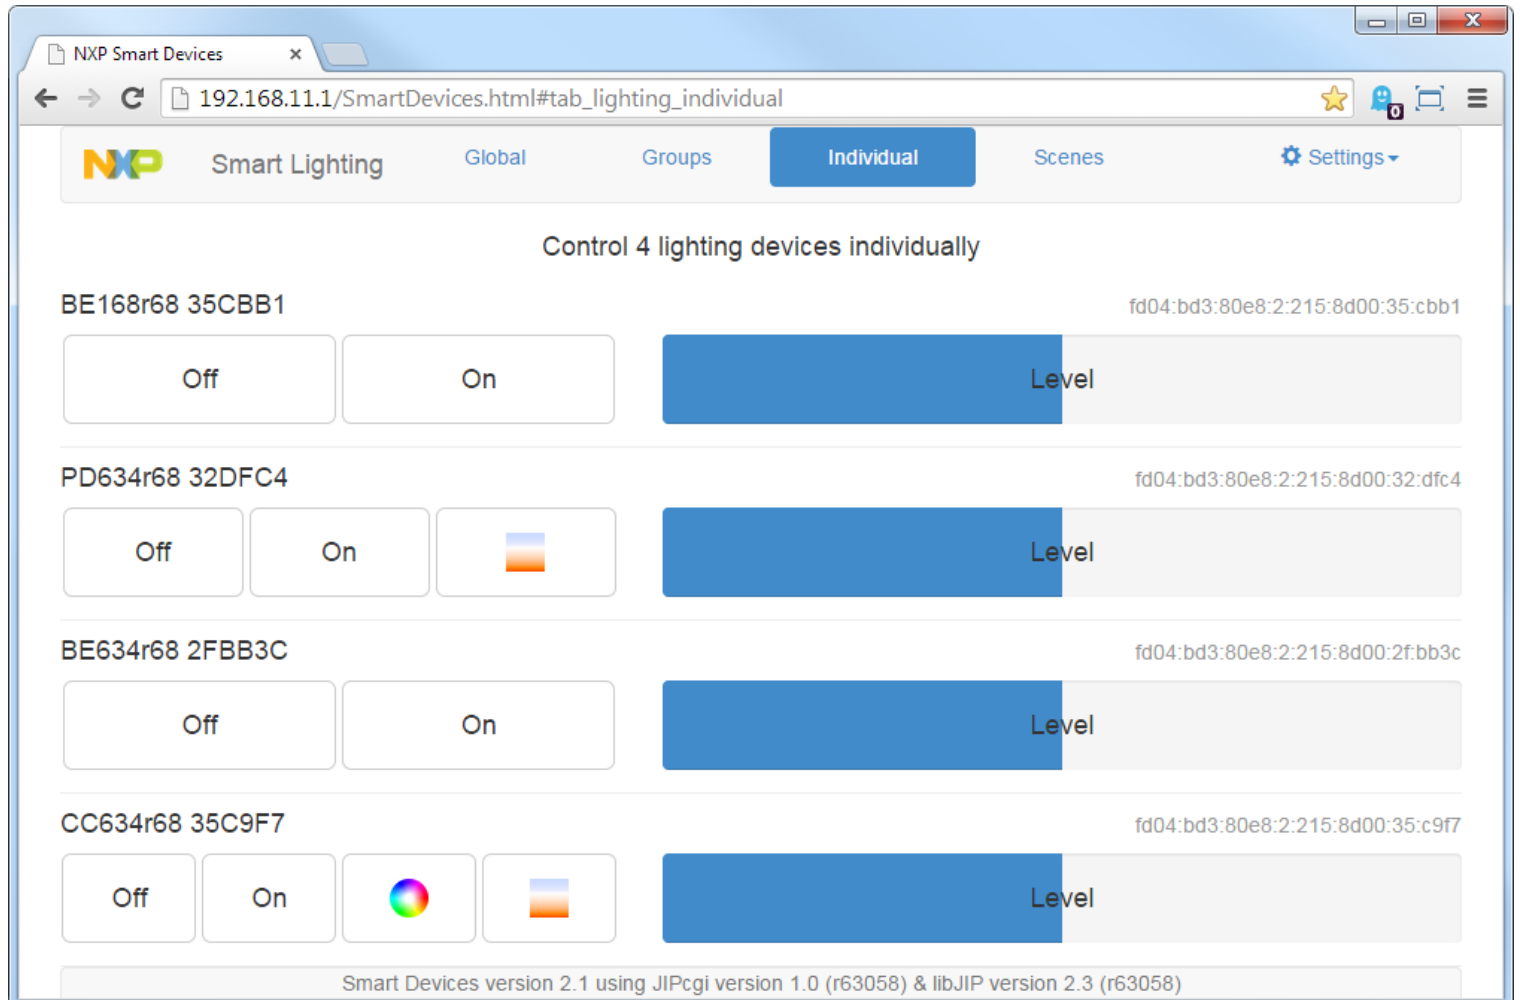 NXP Smart Devices
192.168.11.1/SmartDevices.html#tab_lighting_individual
0
NXP Smart Lighting Global Groups Individual Scenes Settings
Control 4 lighting devices individually
BE168r68 35CBB1 fd04:bd3:80e8:2:215:8d00:35:cbb1
Off On Level
PD634r68 32DFC4 fd04:bd3:80e8:2:215:8d00:32:dfc4
Off On Level
BE634r68 2FBB3C fd04:bd3:80e8:2:215:8d00:2f:bb3c
Off On Level
CC634r68 35C9F7 fd04:bd3:80e8:2:215:8d00:35:c9f7
Off On Level
Smart Devices version 2.1 using JIPcgi version 1.0 (r63058) & libJIP version 2.3 (r63058)